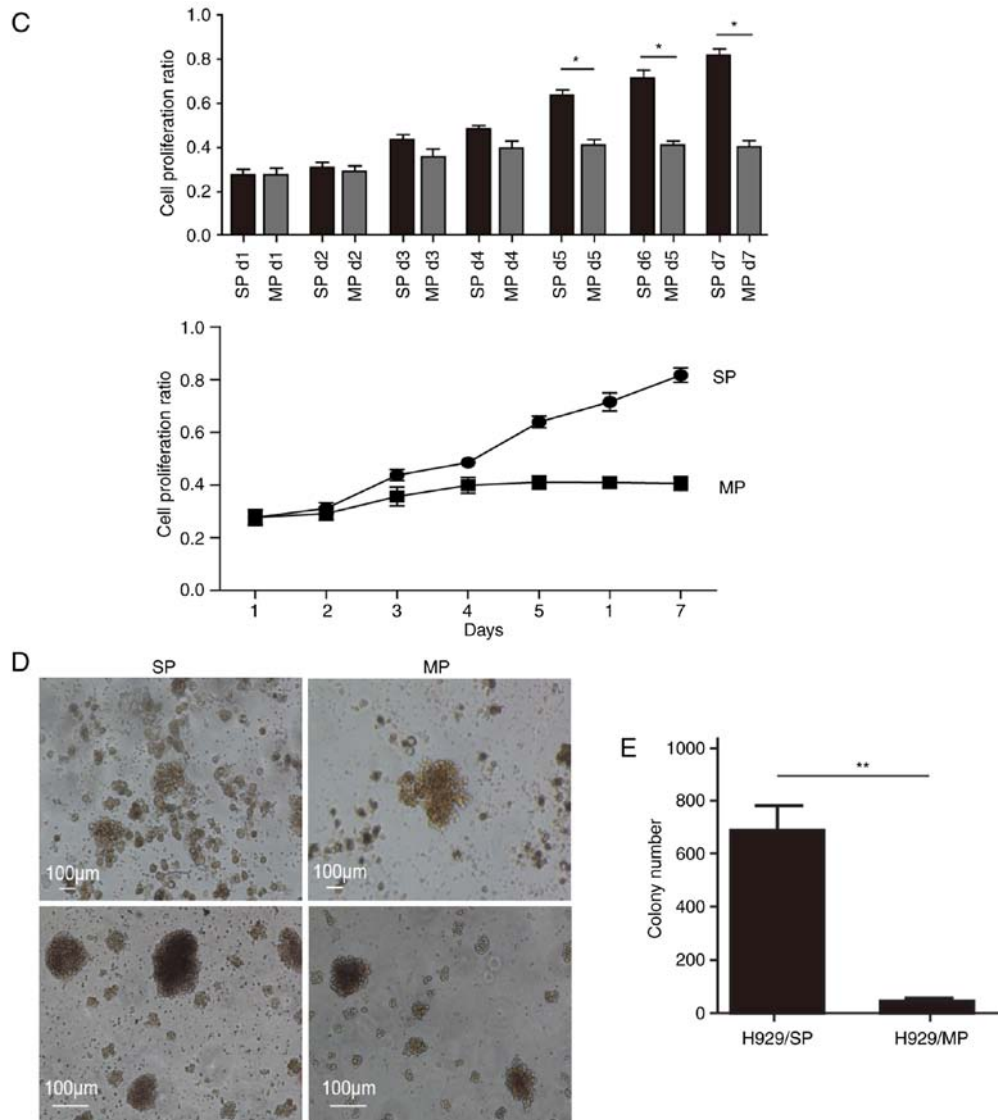 C
Cell proliferation ratio
1.0
0.8
0.6
0.4
0.2
0.0
*
*
*
SP d1
MP d1
SP d2
MP d2
SP d3
MP d3
SP d4
MP d4
SP d5
MP d5
SP d6
MP d5
SP d7
MP d7
Cell proliferation ratio
1.0
0.8
0.6
0.4
0.2
0.0
SP
MP
1 2 3 4 5 1 7
Days
D
SP MP
100µm
100µm
100µm
100µm
E
Colony number
1000
800
600
400
200
0
**
H929/SP H929/MP